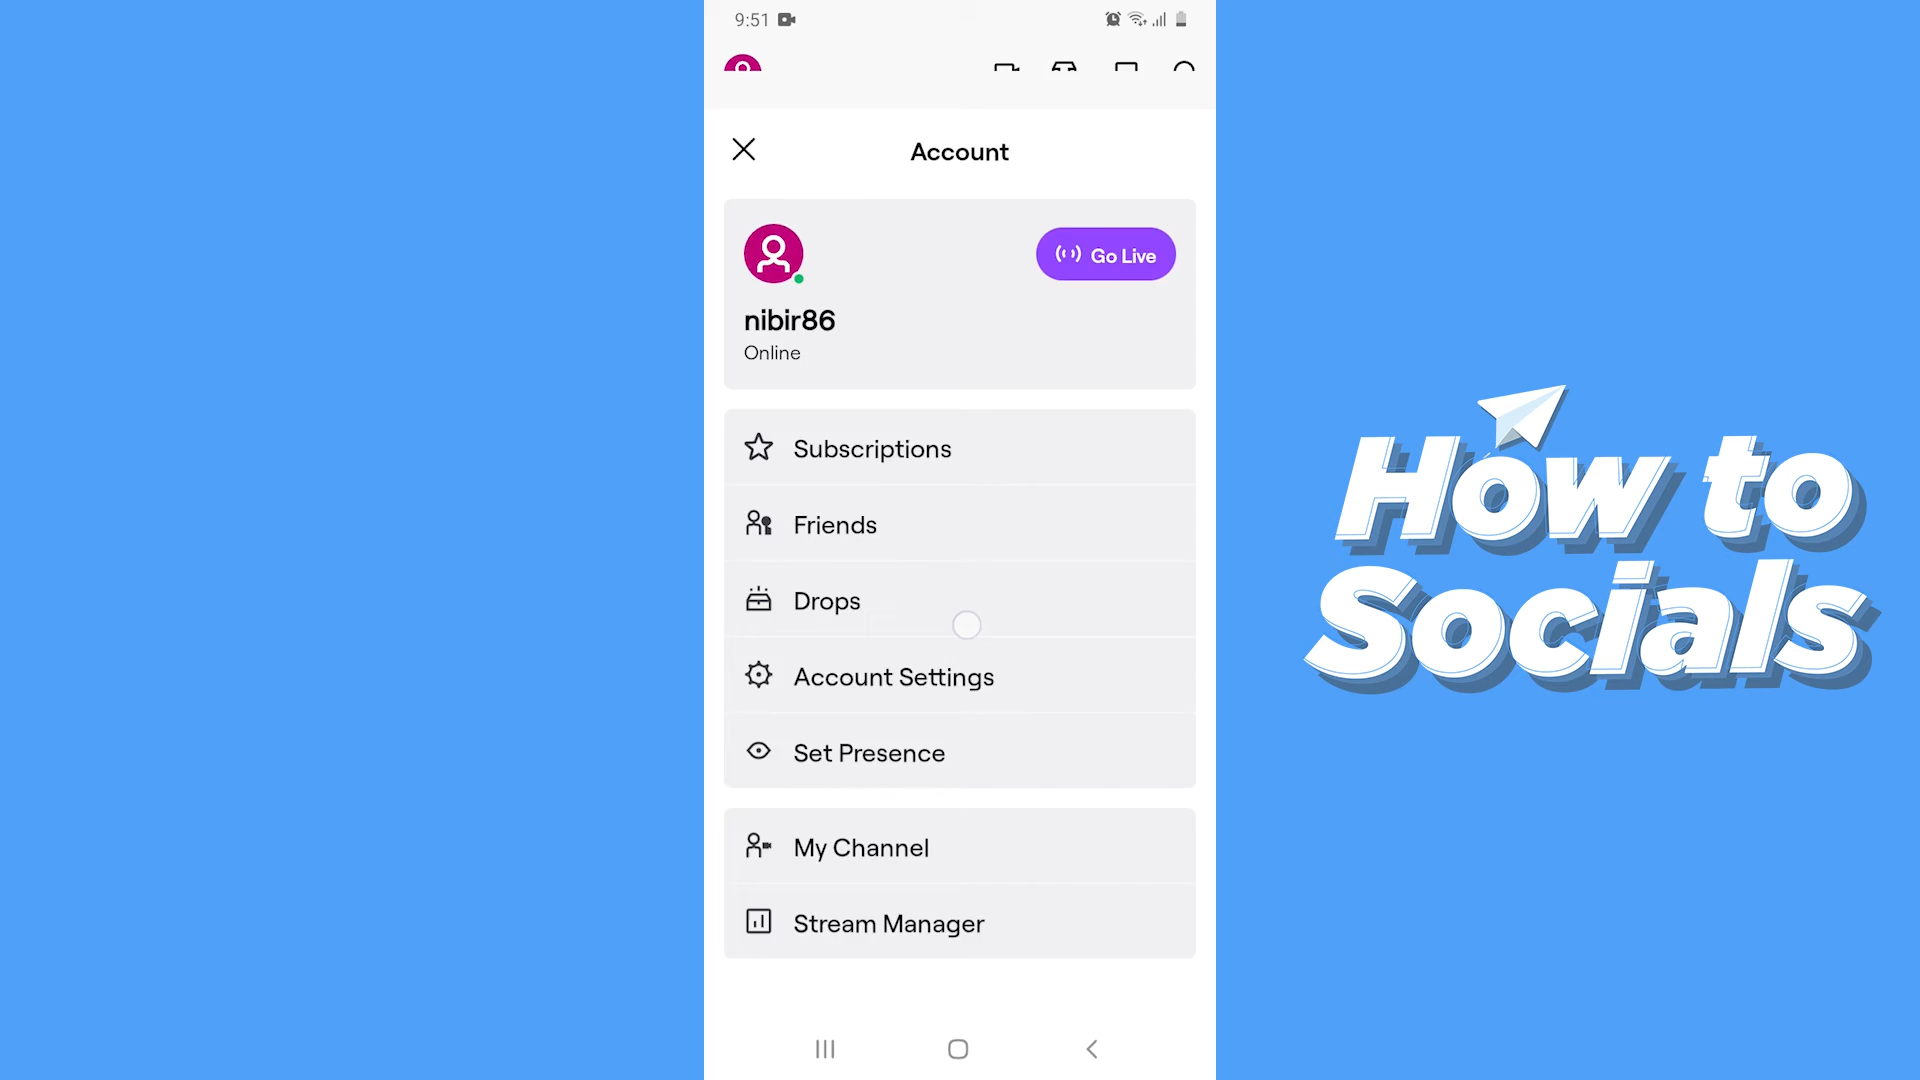 9:51
Account
Go Live
nibir86
Online
Subscriptions
Friends
Drops
Account Settings
Set Presence
My Channel
Stream Manager
How to
Socials